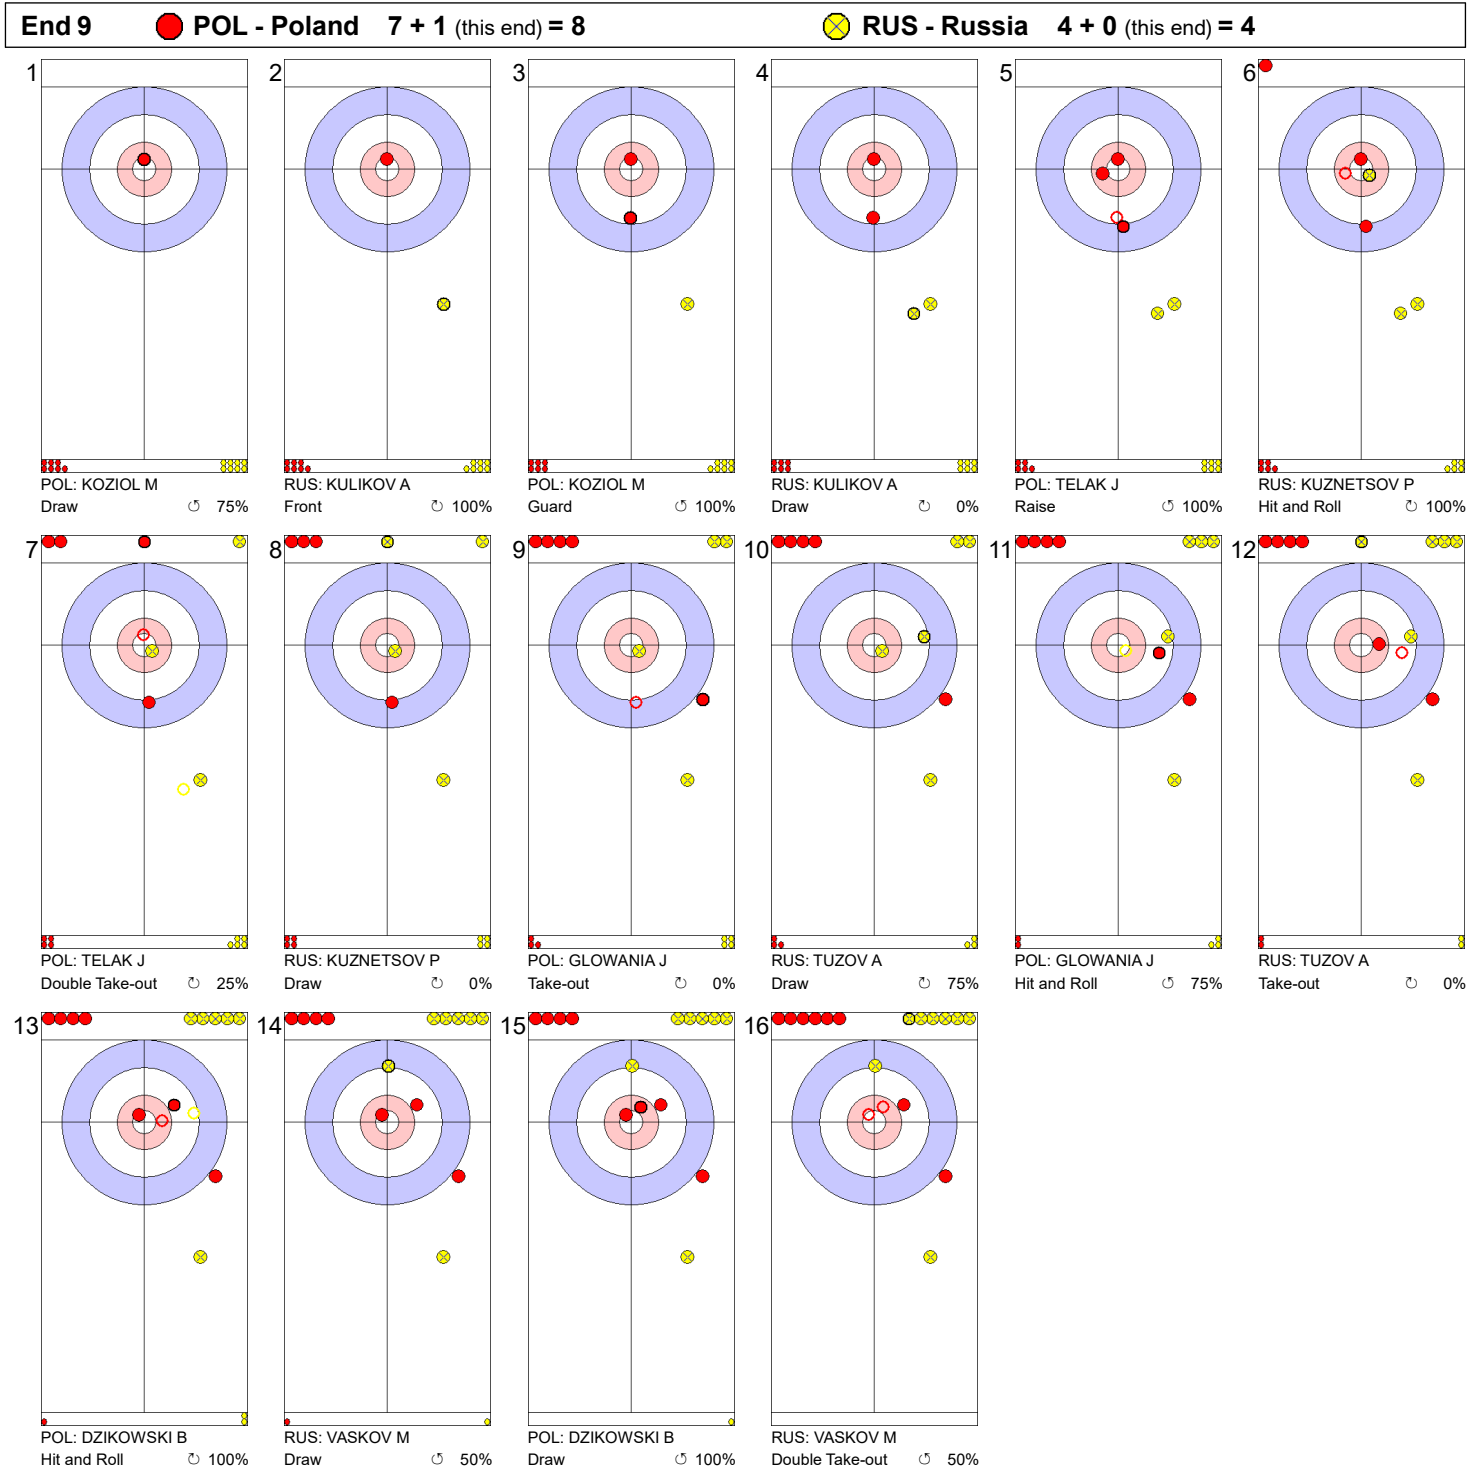 End 9 POL - Poland 7 + 1 (this end) = 8 RUS - Russia 4 + 0 (this end) = 4
1 2 3 4 5 6
POL: KOZIOL M RUS: KULIKOV A POL: KOZIOL M RUS: KULIKOV A POL: TELAK J RUS: KUZNETSOV P
Draw ↺ 75% Front ↻ 100% Guard ↺ 100% Draw ↻ 0% Raise ↺ 100% Hit and Roll ↻ 100%
7 8 9 10 11 12
POL: TELAK J RUS: KUZNETSOV P POL: GLOWANIA J RUS: TUZOV A POL: GLOWANIA J RUS: TUZOV A
Double Take-out ↻ 25% Draw ↻ 0% Take-out ↻ 0% Draw ↻ 75% Hit and Roll ↺ 75% Take-out ↻ 0%
13 14 15 16
POL: DZIKOWSKI B RUS: VASKOV M POL: DZIKOWSKI B RUS: VASKOV M
Hit and Roll ↻ 100% Draw ↺ 50% Draw ↺ 100% Double Take-out ↺ 50%